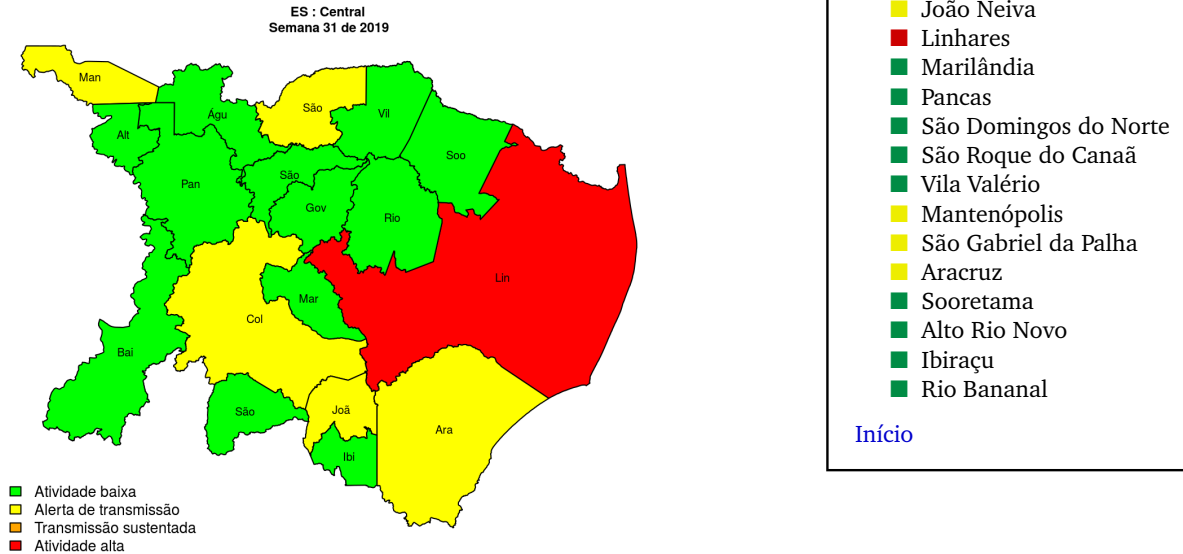 ES : Central
Semana 31 de 2019
Man
Alt
Águ
São
Vil
Soo
Pan
São
Gov
Rio
Lin
Mar
Col
Bai
São
Joã
Ibi
Ara
Atividade baixa
Alerta de transmissão
Transmissão sustentada
Atividade alta
João Neiva
Linhares
Marilândia
Pancas
São Domingos do Norte
São Roque do Canaã
Vila Valério
Mantenópolis
São Gabriel da Palha
Aracruz
Sooretama
Alto Rio Novo
Ibiraçu
Rio Bananal
Início